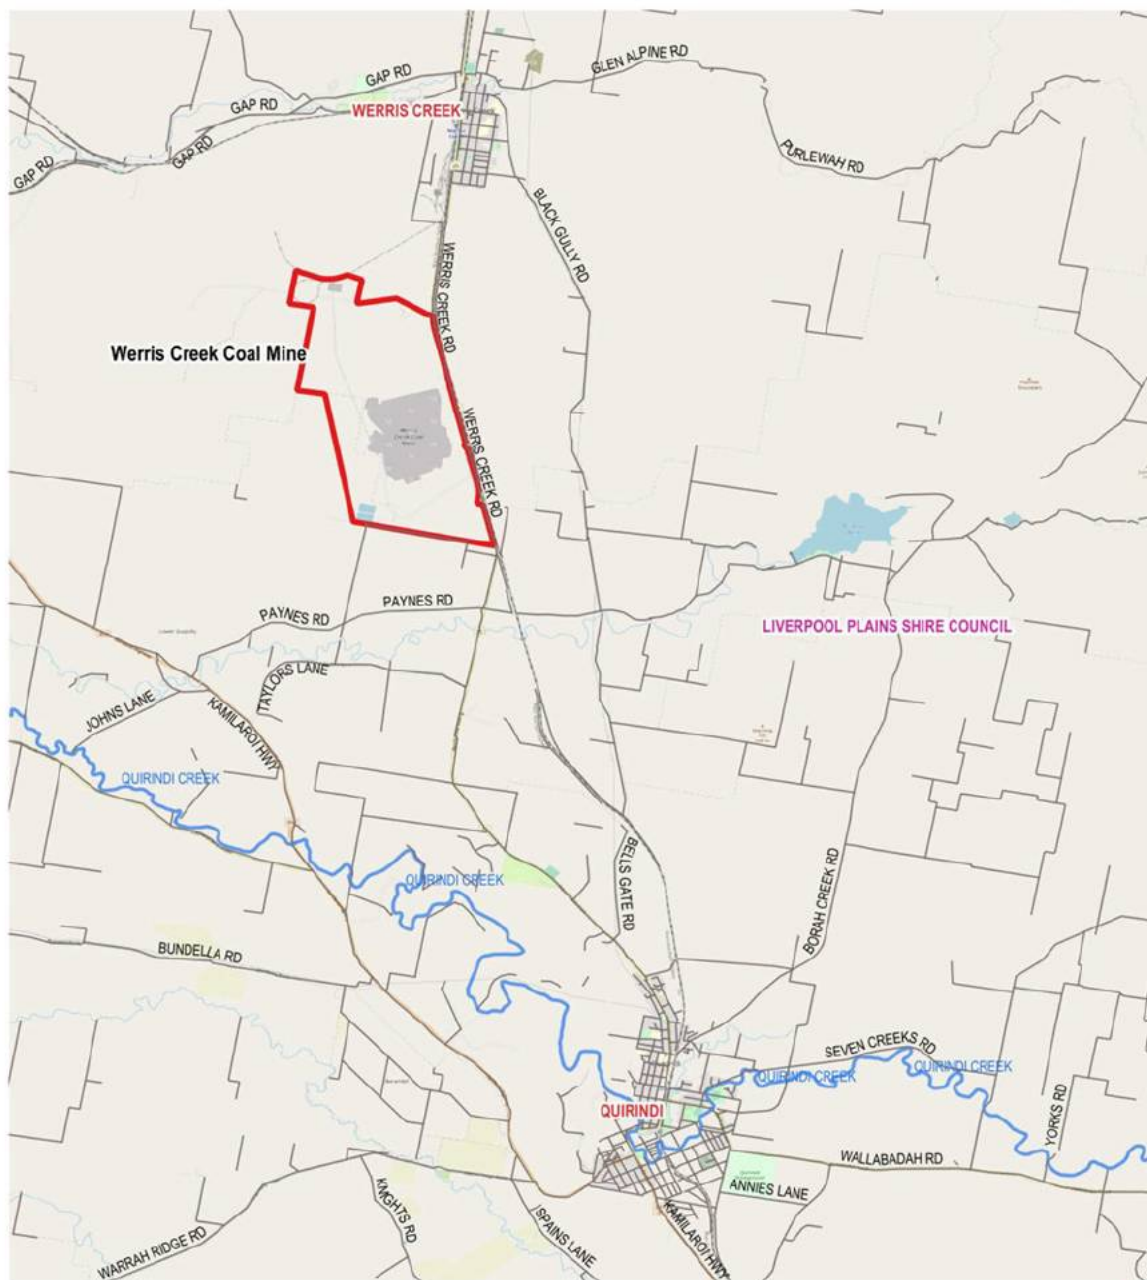 GLEN ALPINE RD
GAP RD
GAP RD
WERRIS CREEK
GAP RD
GAP RD
PURLEWAH RD
BLACK GULLY RD
WERRIS CREEK RD
Werris Creek Coal Mine
WERRIS CREEK RD
PAYNES RD
PAYNES RD
LIVERPOOL PLAINS SHIRE COUNCIL
TAYLORS LANE
JOHNS LANE
KAMILAROI HWY
QUIRINDI CREEK
QUIRINDI CREEK
BELLS GATE RD
BORAH CREEK RD
BUNDELLA RD
SEVEN CREEKS RD
QUIRINDI CREEK
QUIRINDI CREEK
QUIRINDI
YORKS RD
WALLABADAH RD
ANNIES LANE
KNIGHTS RD
SPAINS LANE
KAMILAROI HWY
WARRAH RIDGE RD